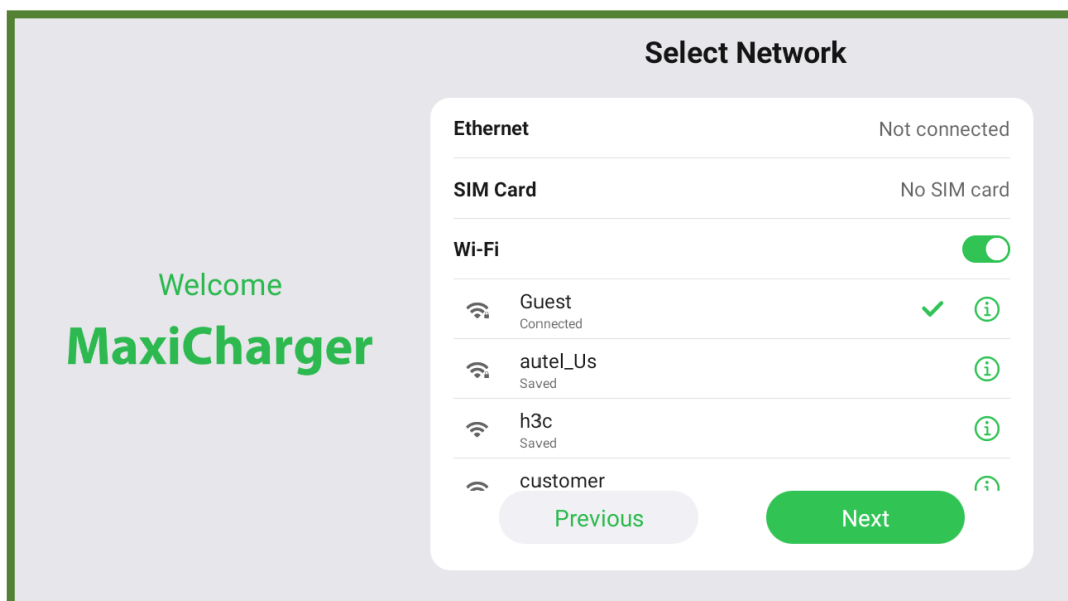 Select Network
Ethernet Not connected
SIM Card No SIM card
Wi-Fi
Welcome
MaxiCharger
Guest
Connected
autel_Us
Saved
h3c
Saved
customer
Previous Next